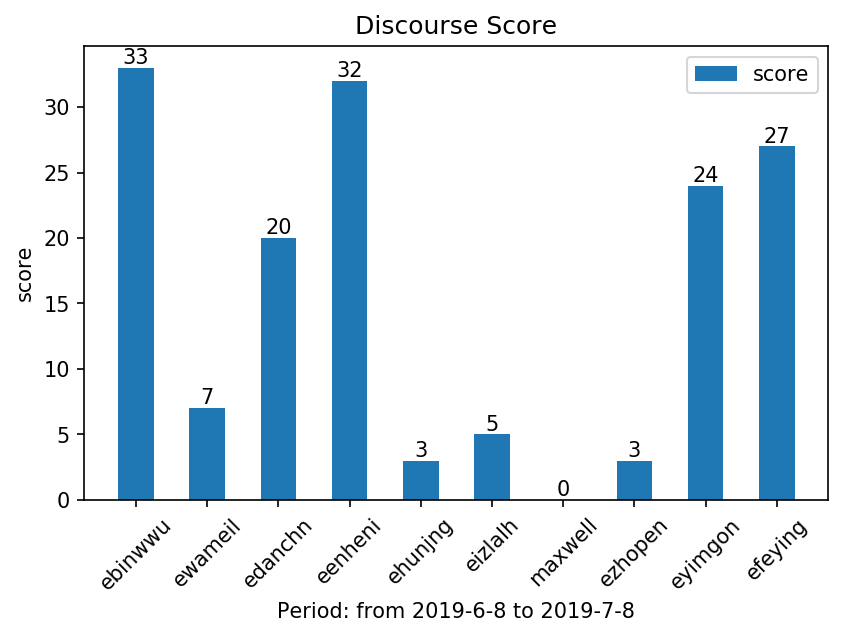 Discourse Score
score
33
7
20
32
3
5
0
3
24
27
30
25
20
15
10
5
0
score
ebinwwu
ewameil
edanchn
eenheni
ehunjng
eizlalh
maxwell
ezhopen
eyimgon
efeying
Period: from 2019-6-8 to 2019-7-8